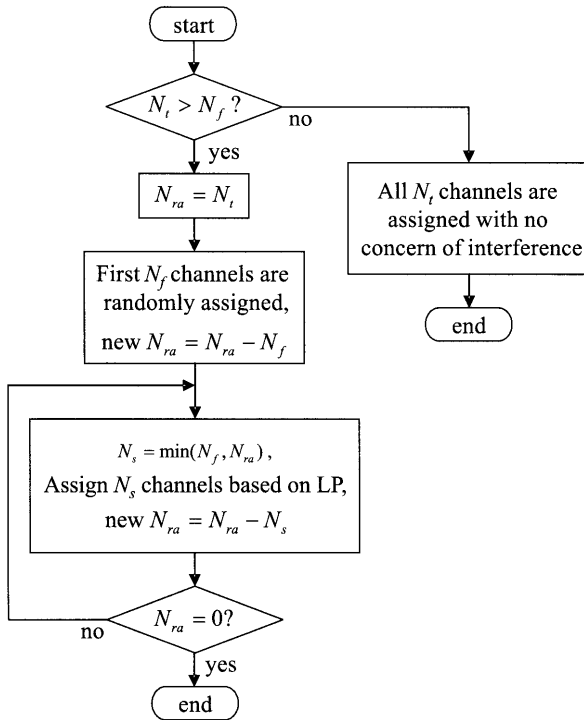 start
N_t > N_f ?
no
yes
N_ra = N_t
All N_t channels are
assigned with no
concern of interference
First N_f channels are
randomly assigned,
new N_ra = N_ra − N_f
end
N_s = min(N_f, N_ra) ,
Assign N_s channels based on LP,
new N_ra = N_ra − N_s
N_ra = 0?
no
yes
end